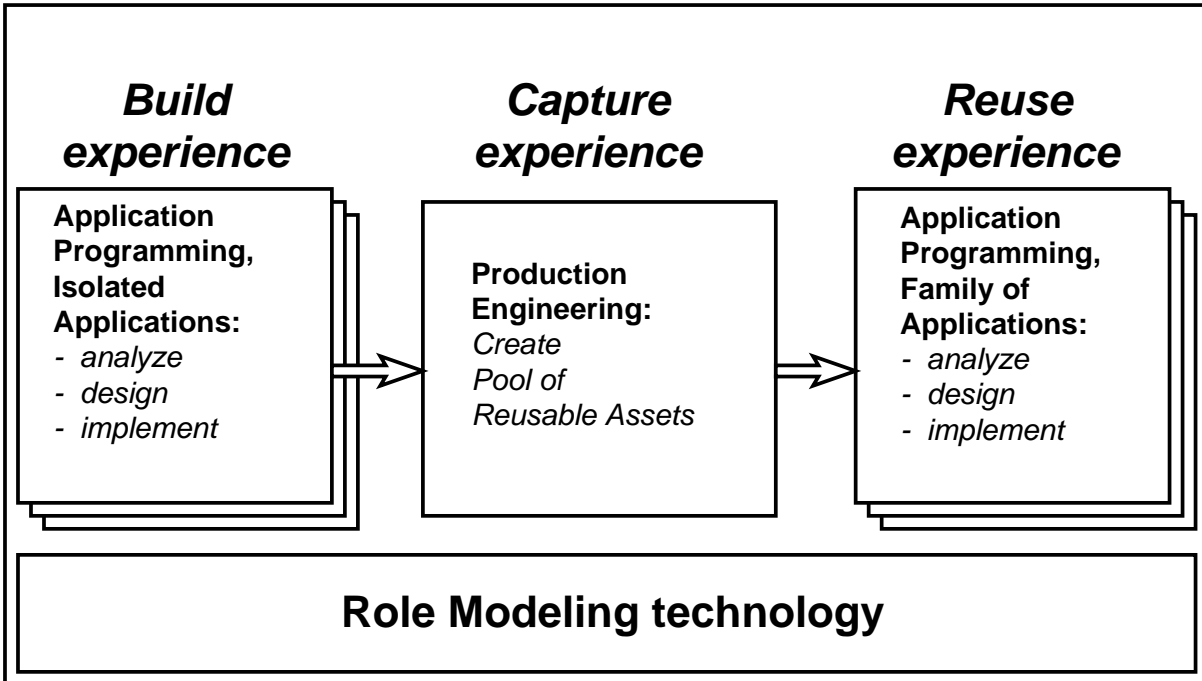 Build
experience
Capture
experience
Reuse
experience
Application
Programming,
Isolated
Applications:
- analyze
- design
- implement
Production
Engineering:
Create
Pool of
Reusable Assets
Application
Programming,
Family of
Applications:
- analyze
- design
- implement
Role Modeling technology